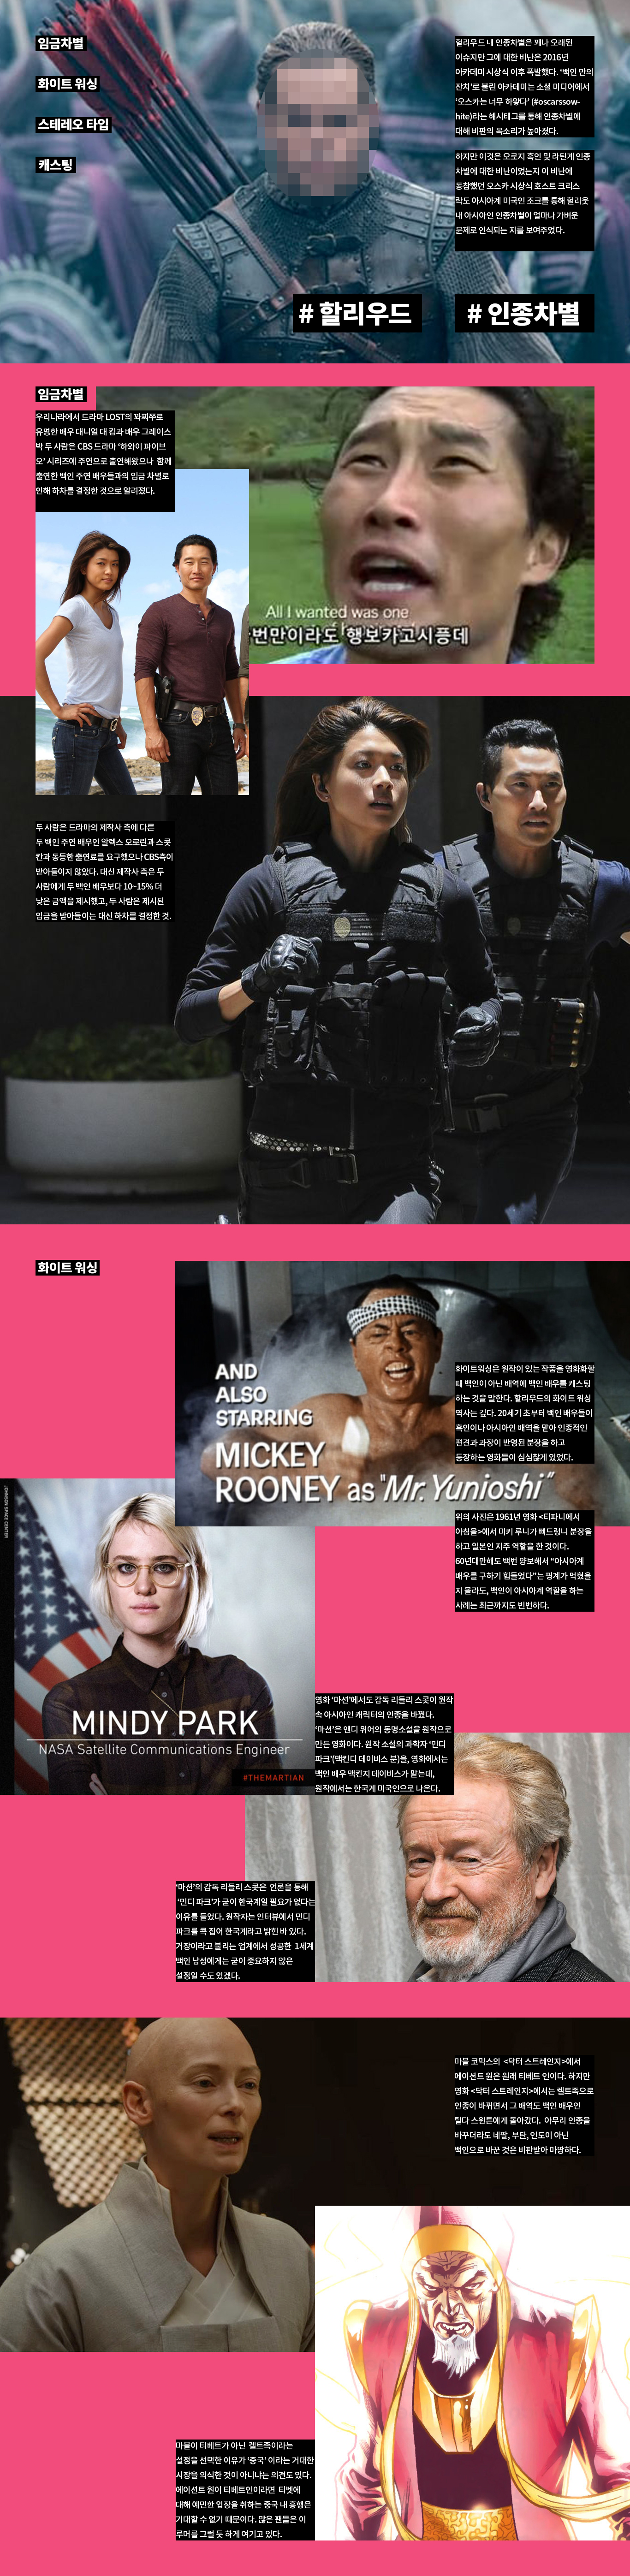 임금차별
화이트 워싱
스테레오 타입
캐스팅
헐리우드 내 인종차별은 꽤나 오래된
이슈지만 그에 대한 비난은 2016년
아카데미 시상식 이후 폭발했다. ‘백인 만의
잔치’로 불린 아카데미는 소셜 미디어에서
‘오스카는 너무 하얗다’ (#oscarssow-
hite)라는 해시태그를 통해 인종차별에
대해 비판의 목소리가 높아졌다.
하지만 이것은 오로지 흑인 및 라틴계 인종
차별에 대한 비난이었는지 이 비난에
동참했던 오스카 시상식 호스트 크리스
락도 아시아계 미국인 조크를 통해 헐리웃
내 아시아인 인종차별이 얼마나 가벼운
문제로 인식되는 지를 보여주었다.
# 할리우드
# 인종차별
임금차별
우리나라에서 드라마 LOST의 꽈찌쭈로
유명한 배우 대니얼 대 킴과 배우 그레이스
박 두 사람은 CBS 드라마 ‘하와이 파이브
오’ 시리즈에 주연으로 출연해왔으나 함께
출연한 백인 주연 배우들과의 임금 차별로
인해 하차를 결정한 것으로 알려졌다.
All I wanted was one
번만이라도 행보카고시픙데
두 사람은 드라마의 제작사 측에 다른
두 백인 주연 배우인 알렉스 오로린과 스콧
칸과 동등한 출연료를 요구했으나 CBS측이
받아들이지 않았다. 대신 제작사 측은 두
사람에게 두 백인 배우보다 10~15% 더
낮은 금액을 제시했고, 두 사람은 제시된
임금을 받아들이는 대신 하차를 결정한 것.
화이트 워싱
AND
ALSO
STARRING
MICKEY
ROONEY as "Mr. Yunioshi"
화이트워싱은 원작이 있는 작품을 영화화할
때 백인이 아닌 배역에 백인 배우를 캐스팅
하는 것을 말한다. 할리우드의 화이트 워싱
역사는 깊다. 20세기 초부터 백인 배우들이
흑인이나 아시아인 배역을 맡아 인종적인
편견과 과장이 반영된 분장을 하고
등장하는 영화들이 심심찮게 있었다.
위의 사진은 1961년 영화 <티파니에서
아침을>에서 미키 루니가 뻐드렁니 분장을
하고 일본인 지주 역할을 한 것이다.
60년대만해도 백번 양보해서 “아시아계
배우를 구하기 힘들었다”는 핑계가 먹혔을
지 몰라도, 백인이 아시아계 역할을 하는
사례는 최근까지도 빈번하다.
JOHNSON SPACE CENTER
MINDY PARK
NASA Satellite Communications Engineer
#THEMARTIAN
영화 ‘마션’에서도 감독 리들리 스콧이 원작
속 아시아인 캐릭터의 인종을 바꿨다.
‘마션’은 앤디 위어의 동명소설을 원작으로
만든 영화이다. 원작 소설의 과학자 ‘민디
파크’(맥킨디 데이비스 분)을, 영화에서는
백인 배우 맥킨지 데이비스가 맡는데,
원작에서는 한국계 미국인으로 나온다.
‘마션’의 감독 리들리 스콧은 언론을 통해
‘민디 파크’가 굳이 한국계일 필요가 없다는
이유를 들었다. 원작자는 인터뷰에서 민디
파크를 콕 집어 한국계라고 밝힌 바 있다.
거장이라고 불리는 업계에서 성공한 1세계
백인 남성에게는 굳이 중요하지 않은
설정일 수도 있겠다.
마블 코믹스의 <닥터 스트레인지>에서
에이션트 원은 원래 티베트 인이다. 하지만
영화 <닥터 스트레인지>에서는 켈트족으로
인종이 바뀌면서 그 배역도 백인 배우인
틸다 스윈튼에게 돌아갔다. 아무리 인종을
바꾸더라도 네팔, 부탄, 인도이 아닌
백인으로 바꾼 것은 비판받아 마땅하다.
마블이 티베트가 아닌 켈트족이라는
설정을 선택한 이유가 ‘중국’ 이라는 거대한
시장을 의식한 것이 아니냐는 의견도 있다.
에이션트 원이 티베트인이라면 티벳에
대해 예민한 입장을 취하는 중국 내 흥행은
기대할 수 없기 때문이다. 많은 팬들은 이
루머를 그럴 듯 하게 여기고 있다.